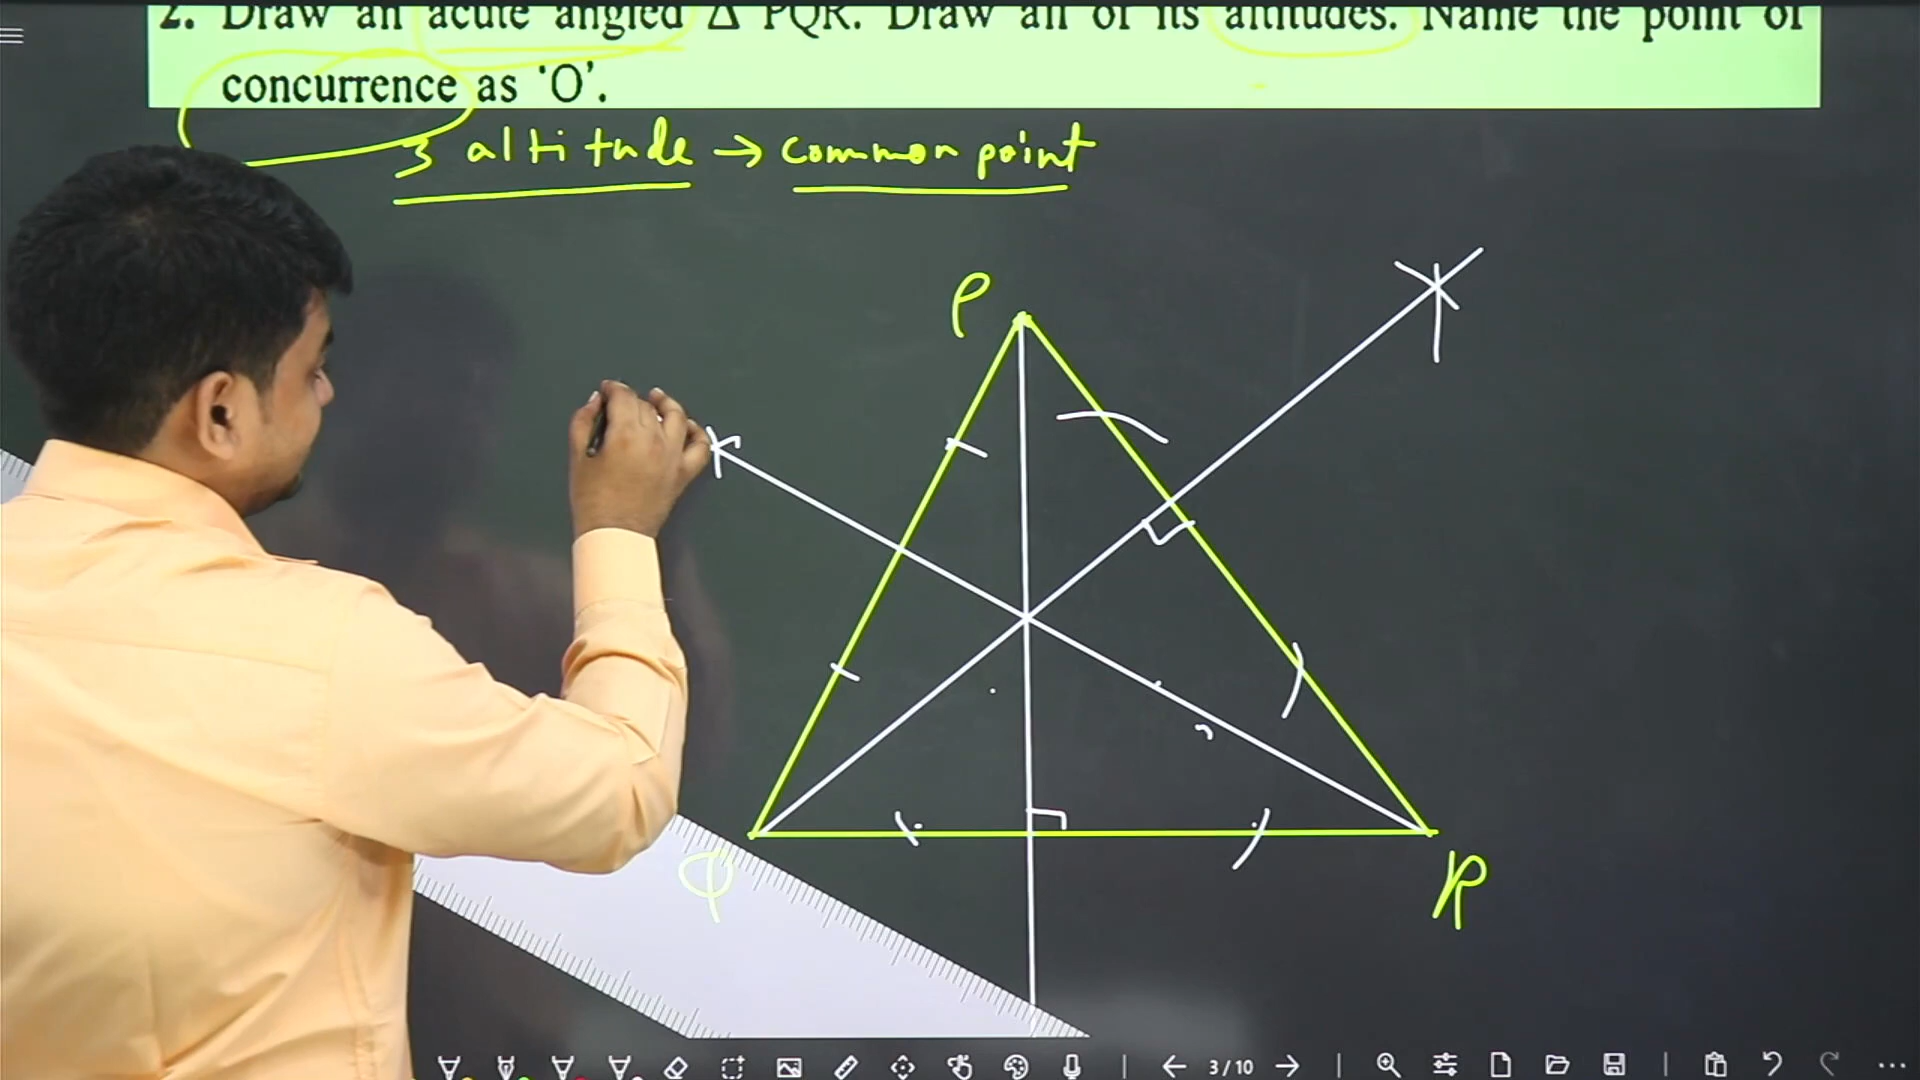 2. Draw an acute angled Δ PQR. Draw all of its altitudes. Name the point of
concurrence as ‘O’.
3 altitude → common point
P
Q
R
3/10